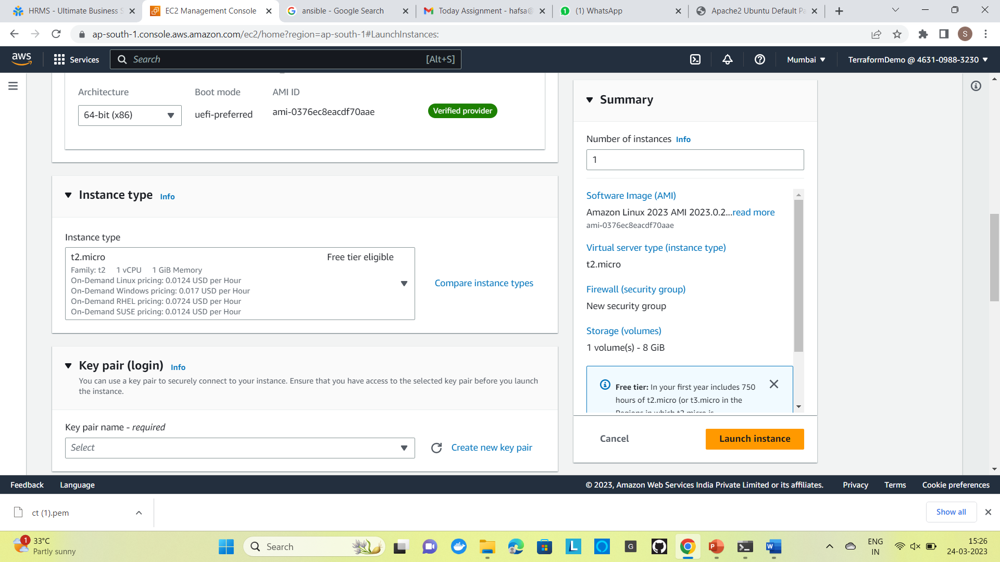 HRMS - Ultimate Business S
EC2 Management Console
ansible - Google Search
Today Assignment - hafsa@
1
(1) WhatsApp
Apache2 Ubuntu Default Pa
ap-south-1.console.aws.amazon.com/ec2/home?region=ap-south-1#LaunchInstances:
S
aws
Services
Search
[Alt+S]
Mumbai
TerraformDemo @ 4631-0988-3230
Architecture
Boot mode
AMI ID
64-bit (x86)
uefi-preferred
ami-0376ec8eacdf70aae
Verified provider
Instance type Info
Instance type
t2.micro
Free tier eligible
Family: t2 1 vCPU 1 GiB Memory
On-Demand Linux pricing: 0.0124 USD per Hour
On-Demand Windows pricing: 0.017 USD per Hour
On-Demand RHEL pricing: 0.0724 USD per Hour
On-Demand SUSE pricing: 0.0124 USD per Hour
Compare instance types
Key pair (login) Info
You can use a key pair to securely connect to your instance. Ensure that you have access to the selected key pair before you launch
the instance.
Key pair name - required
Select
Create new key pair
Summary
Number of instances Info
1
Software Image (AMI)
Amazon Linux 2023 AMI 2023.0.2...read more
ami-0376ec8eacdf70aae
Virtual server type (instance type)
t2.micro
Firewall (security group)
New security group
Storage (volumes)
1 volume(s) - 8 GiB
Free tier: In your first year includes 750
hours of t2.micro (or t3.micro in the
Regions in which t2.micro is
Cancel
Launch instance
Feedback
Language
© 2023, Amazon Web Services India Private Limited or its affiliates.
Privacy
Terms
Cookie preferences
ct (1).pem
Show all
1
33°C
Partly sunny
Search
L
G
P
W
ENG
IN
15:26
24-03-2023